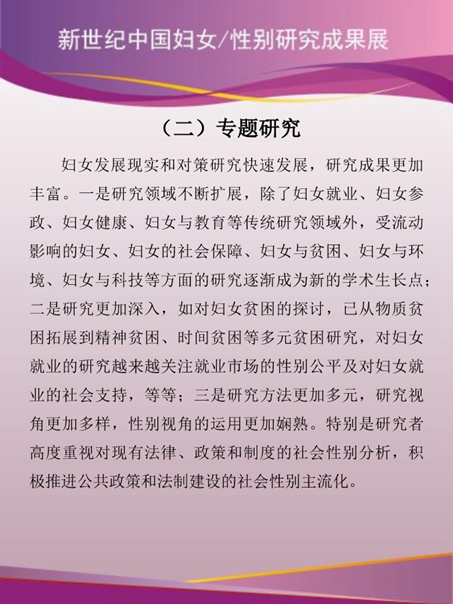 新世纪中国妇女/性别研究成果展
（二）专题研究
妇女发展现实和对策研究快速发展，研究成果更加
丰富。一是研究领域不断扩展，除了妇女就业、妇女参
政、妇女健康、妇女与教育等传统研究领域外，受流动
影响的妇女、妇女的社会保障、妇女与贫困、妇女与环
境、妇女与科技等方面的研究逐渐成为新的学术生长点；
二是研究更加深入，如对妇女贫困的探讨，已从物质贫
困拓展到精神贫困、时间贫困等多元贫困研究，对妇女
就业的研究越来越关注就业市场的性别公平及对妇女就
业的社会支持，等等；三是研究方法更加多元，研究视
角更加多样，性别视角的运用更加娴熟。特别是研究者
高度重视对现有法律、政策和制度的社会性别分析，积
极推进公共政策和法制建设的社会性别主流化。